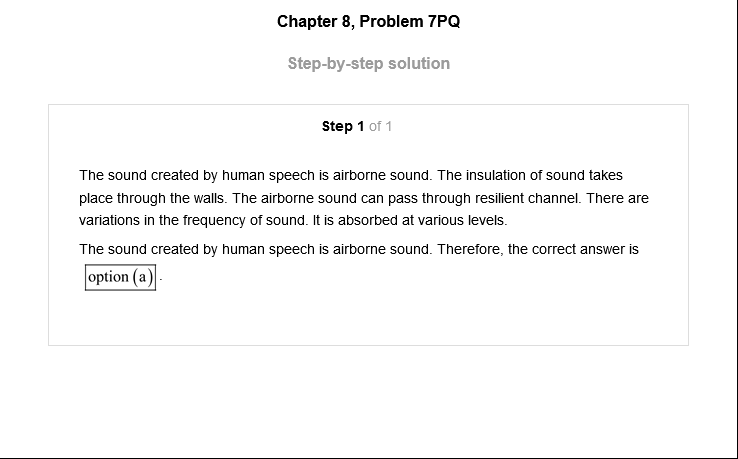 Chapter 8, Problem 7PQ
Step-by-step solution
Step 1 of 1
The sound created by human speech is airborne sound. The insulation of sound takes
place through the walls. The airborne sound can pass through resilient channel. There are
variations in the frequency of sound. It is absorbed at various levels.
The sound created by human speech is airborne sound. Therefore, the correct answer is
option (a).